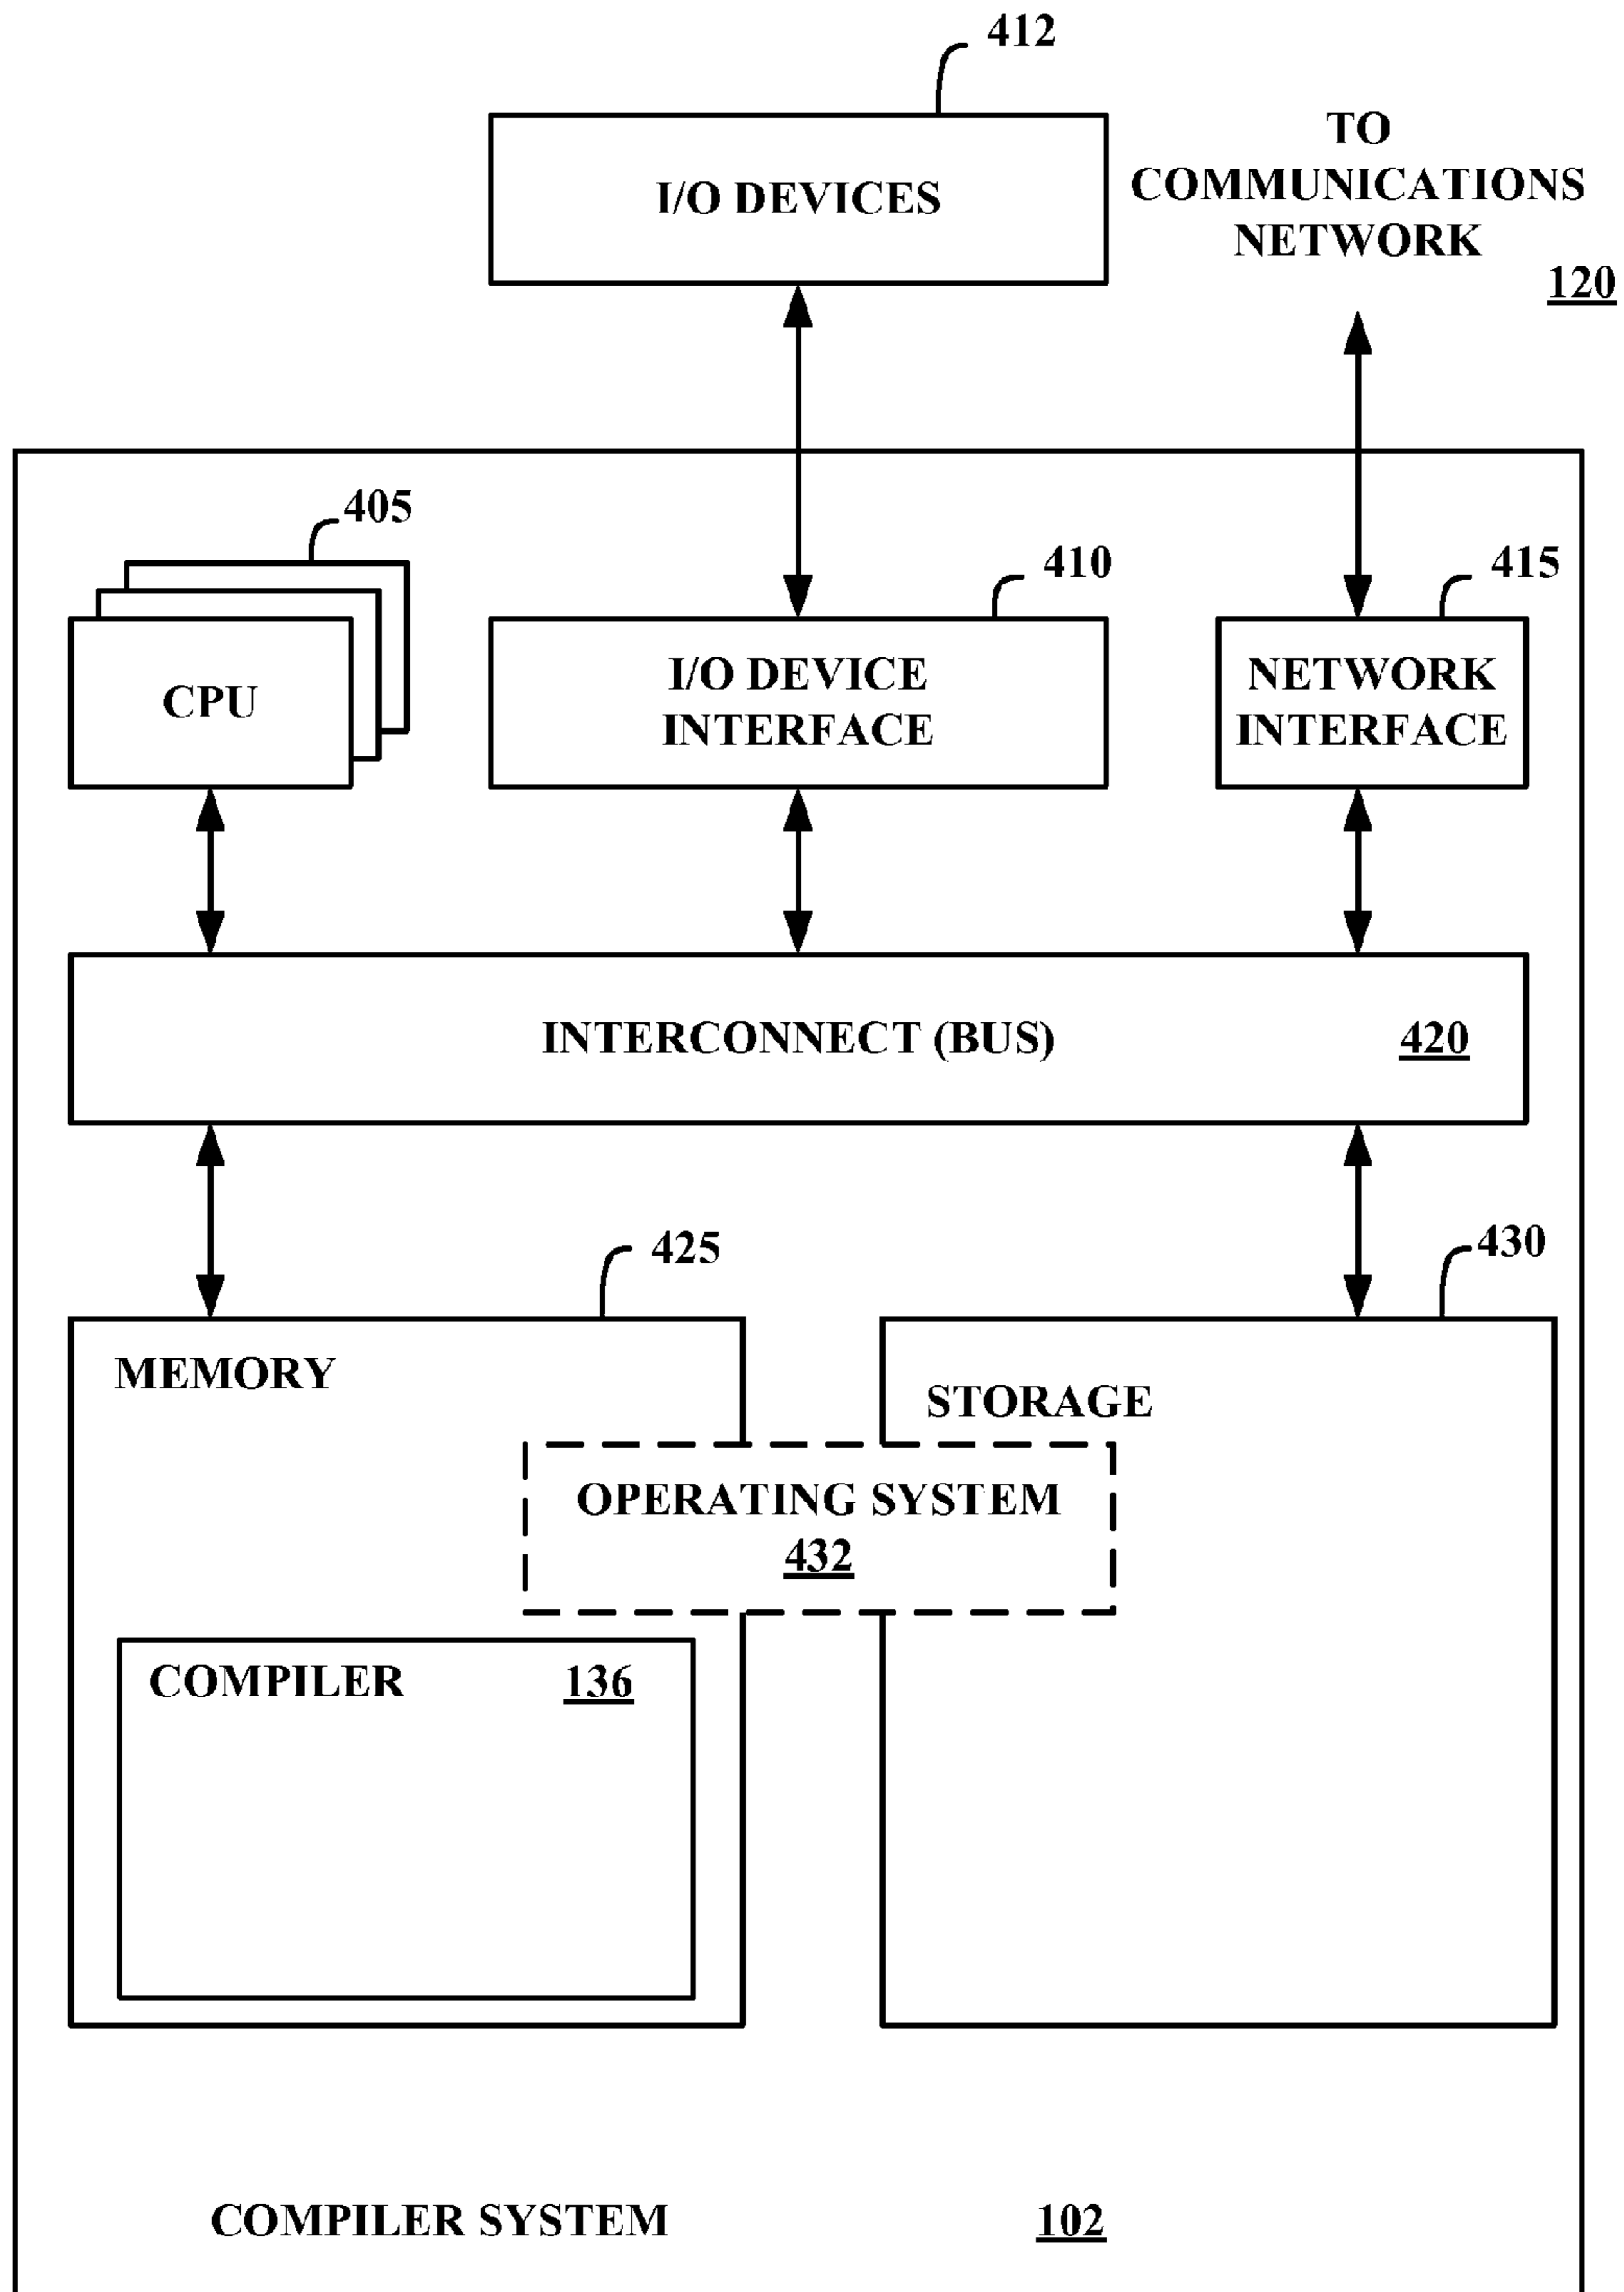 412
I/O DEVICES
TO
COMMUNICATIONS
NETWORK
120
405
410
415
CPU
I/O DEVICE
INTERFACE
NETWORK
INTERFACE
INTERCONNECT (BUS)
420
425
430
MEMORY
STORAGE
OPERATING SYSTEM
432
COMPILER
136
COMPILER SYSTEM
102